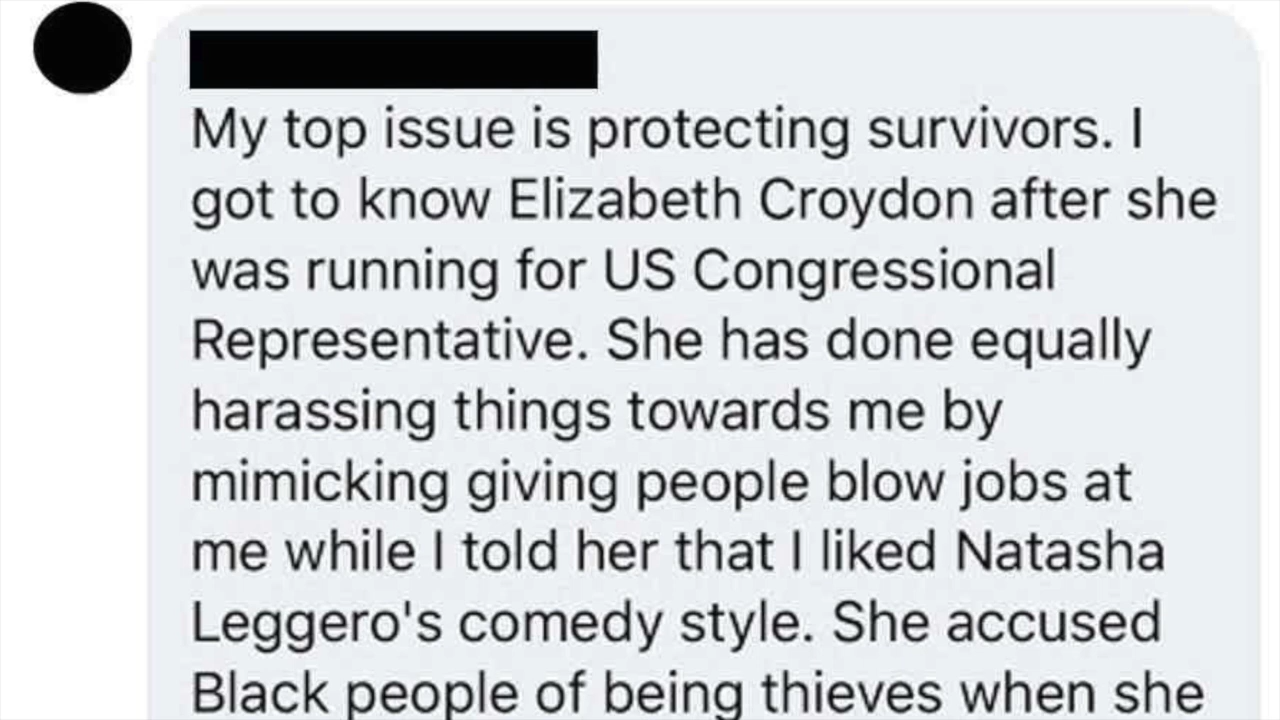 My top issue is protecting survivors. I
got to know Elizabeth Croydon after she
was running for US Congressional
Representative. She has done equally
harassing things towards me by
mimicking giving people blow jobs at
me while I told her that I liked Natasha
Leggero's comedy style. She accused
Black people of being thieves when she